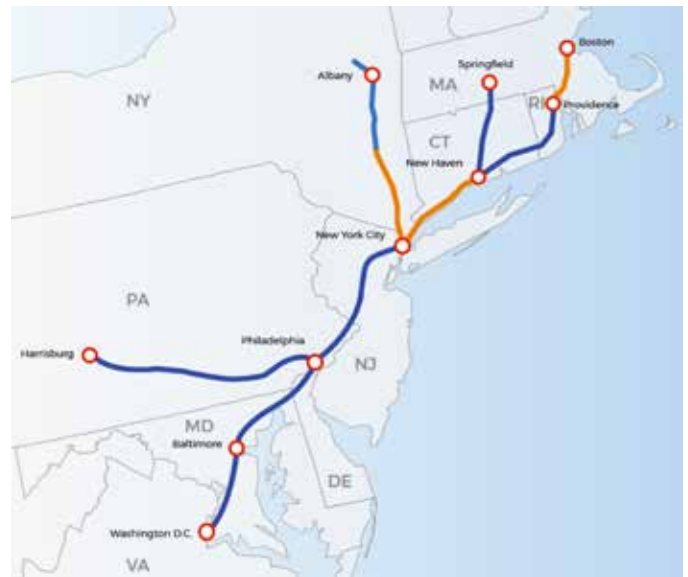 Boston
Springfield
Albany
MA
NY
RI
Providence
CT
New Haven
New York City
PA
Philadelphia
Harrisburg
NJ
MD
Baltimore
DE
Washington D.C.
VA